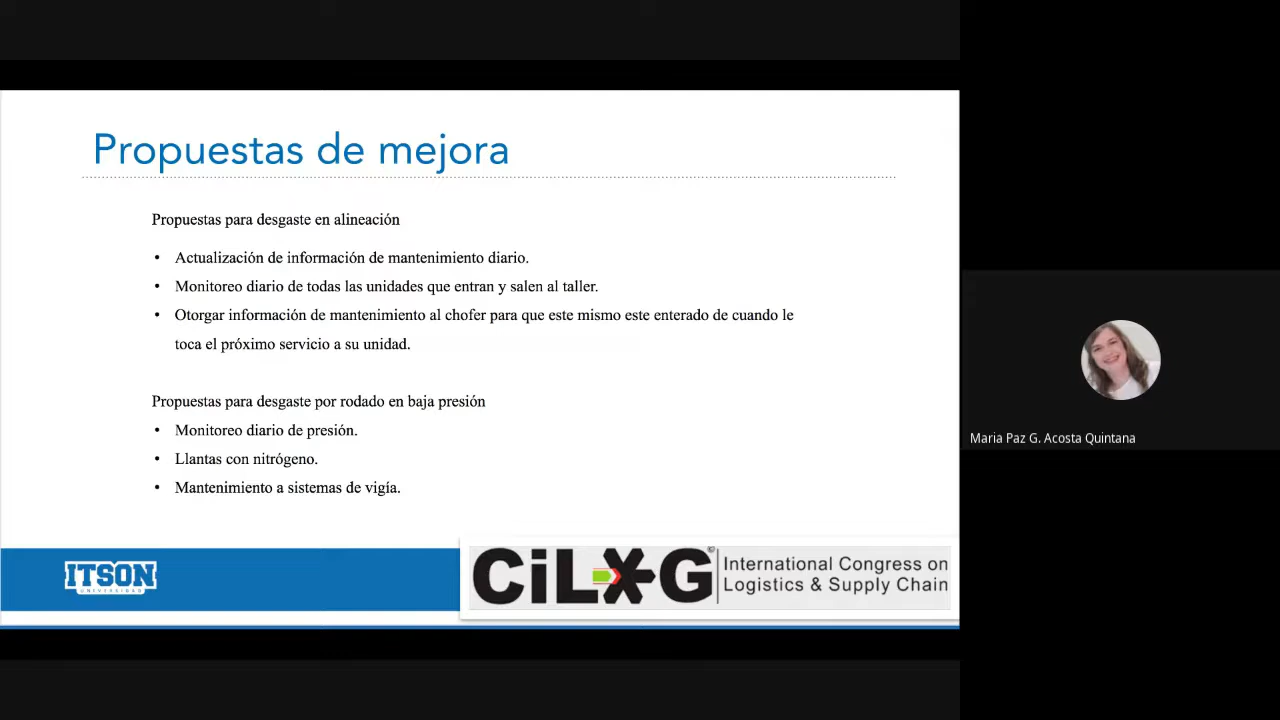 Propuestas de mejora
Propuestas para desgaste en alineación
• Actualización de información de mantenimiento diario.
• Monitoreo diario de todas las unidades que entran y salen al taller.
• Otorgar información de mantenimiento al chofer para que este mismo este enterado de cuando le
toca el próximo servicio a su unidad.
Propuestas para desgaste por rodado en baja presión
• Monitoreo diario de presión.
• Llantas con nitrógeno.
• Mantenimiento a sistemas de vigía.
ITSON
UNIVERSIDAD
CiLOG©
International Congress on
Logistics & Supply Chain
Maria Paz G. Acosta Quintana